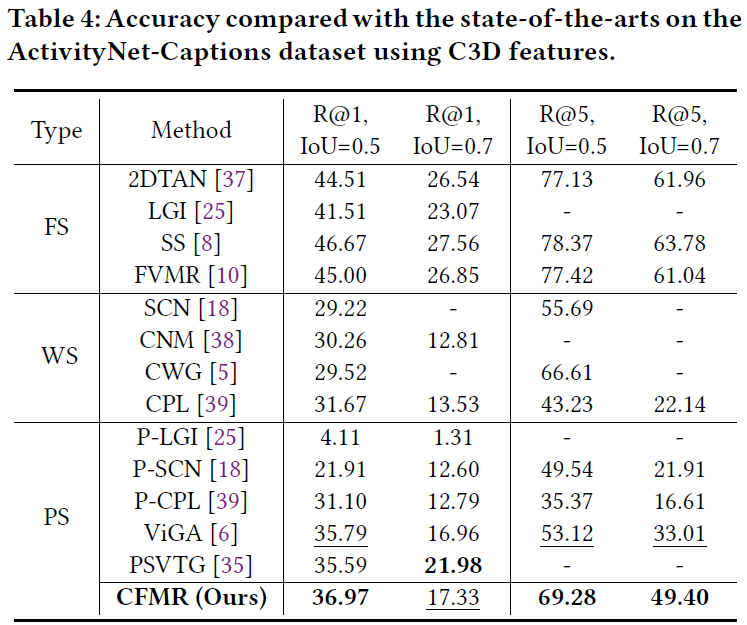 Table 4: Accuracy compared with the state-of-the-arts on the
ActivityNet-Captions dataset using C3D features.
Type Method R@1, IoU=0.5 R@1, IoU=0.7 R@5, IoU=0.5 R@5, IoU=0.7
FS
2DTAN [37] 44.51 26.54 77.13 61.96
LGI [25] 41.51 23.07 - -
SS [8] 46.67 27.56 78.37 63.78
FVMR [10] 45.00 26.85 77.42 61.04
WS
SCN [18] 29.22 - 55.69 -
CNM [38] 30.26 12.81 - -
CWG [5] 29.52 - 66.61 -
CPL [39] 31.67 13.53 43.23 22.14
PS
P-LGI [25] 4.11 1.31 - -
P-SCN [18] 21.91 12.60 49.54 21.91
P-CPL [39] 31.10 12.79 35.37 16.61
ViGA [6] 35.79 16.96 53.12 33.01
PSVTG [35] 35.59 21.98 - -
CFMR (Ours) 36.97 17.33 69.28 49.40